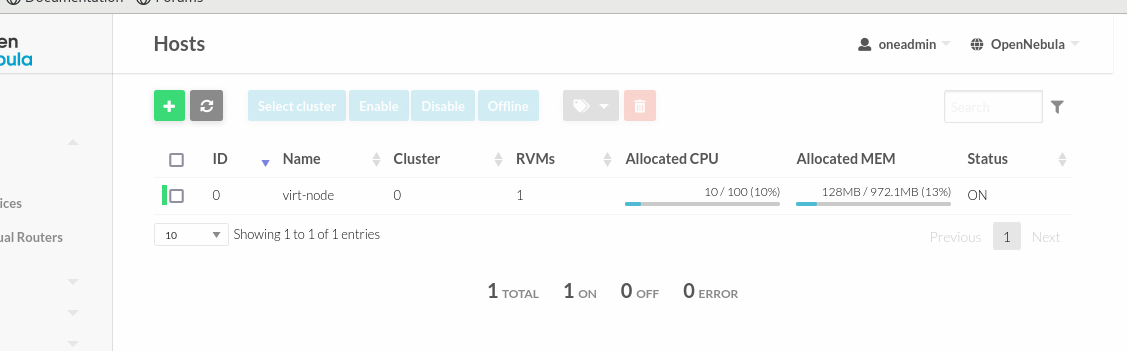 Documentation Forums
en
bula
Hosts
oneadmin
OpenNebula
Select cluster Enable Disable Offline
Search
ID Name Cluster RVMs Allocated CPU Allocated MEM Status
0 virt-node 0 1 10 / 100 (10%) 128MB / 972.1MB (13%) ON
ices
10 Showing 1 to 1 of 1 entries
Previous 1 Next
ual Routers
1 TOTAL 1 ON 0 OFF 0 ERROR